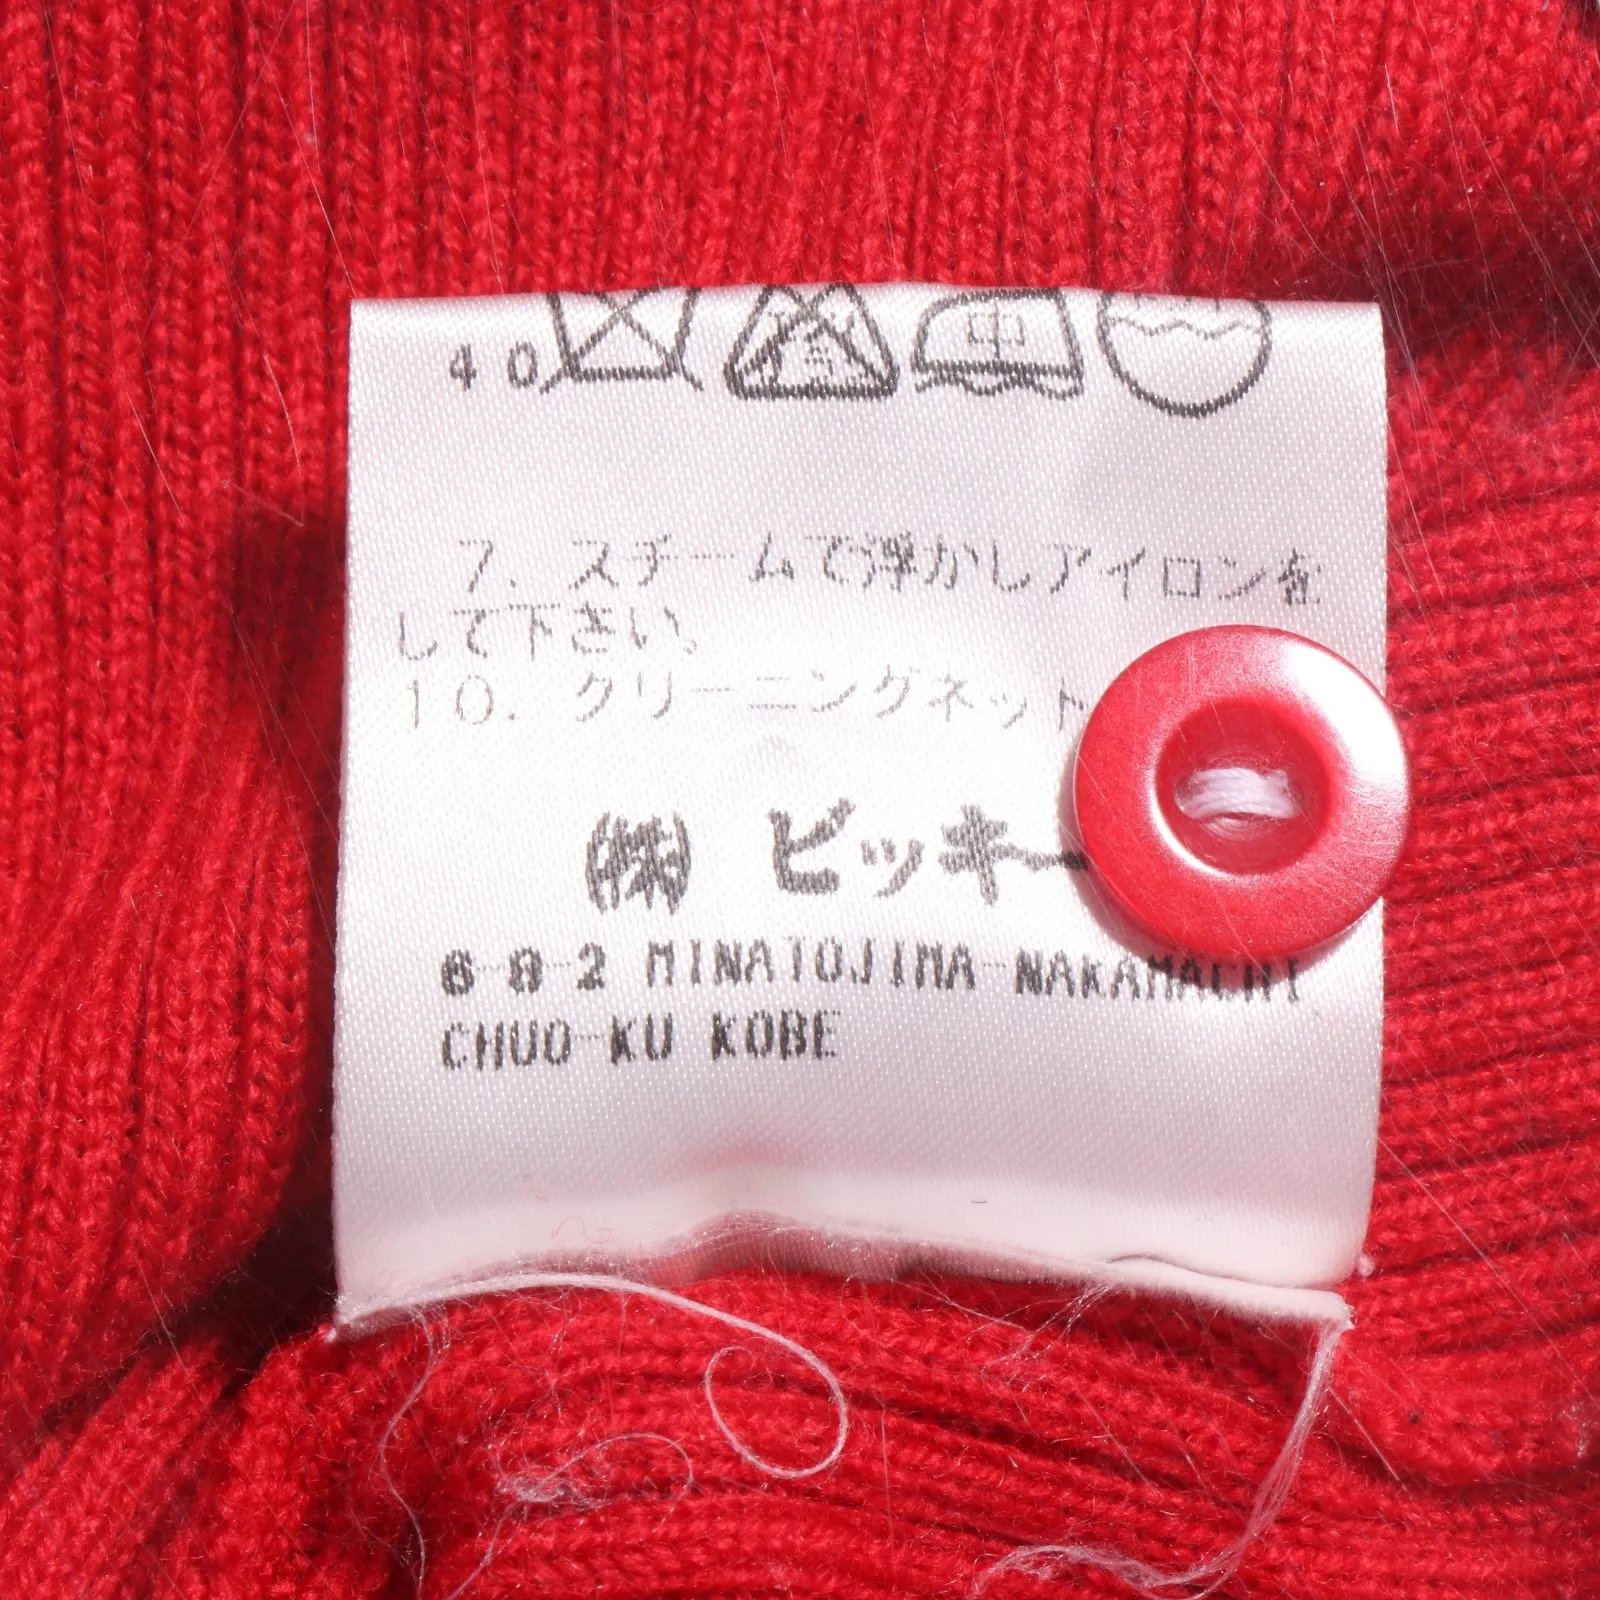 40 中
7. スチームで浮かしアイロンを
して下さい。
10. クリーニングネット
(株) ビッキー
6-8-2 MINATOJIMA-NAKAMACHI
CHUO-KU KOBE